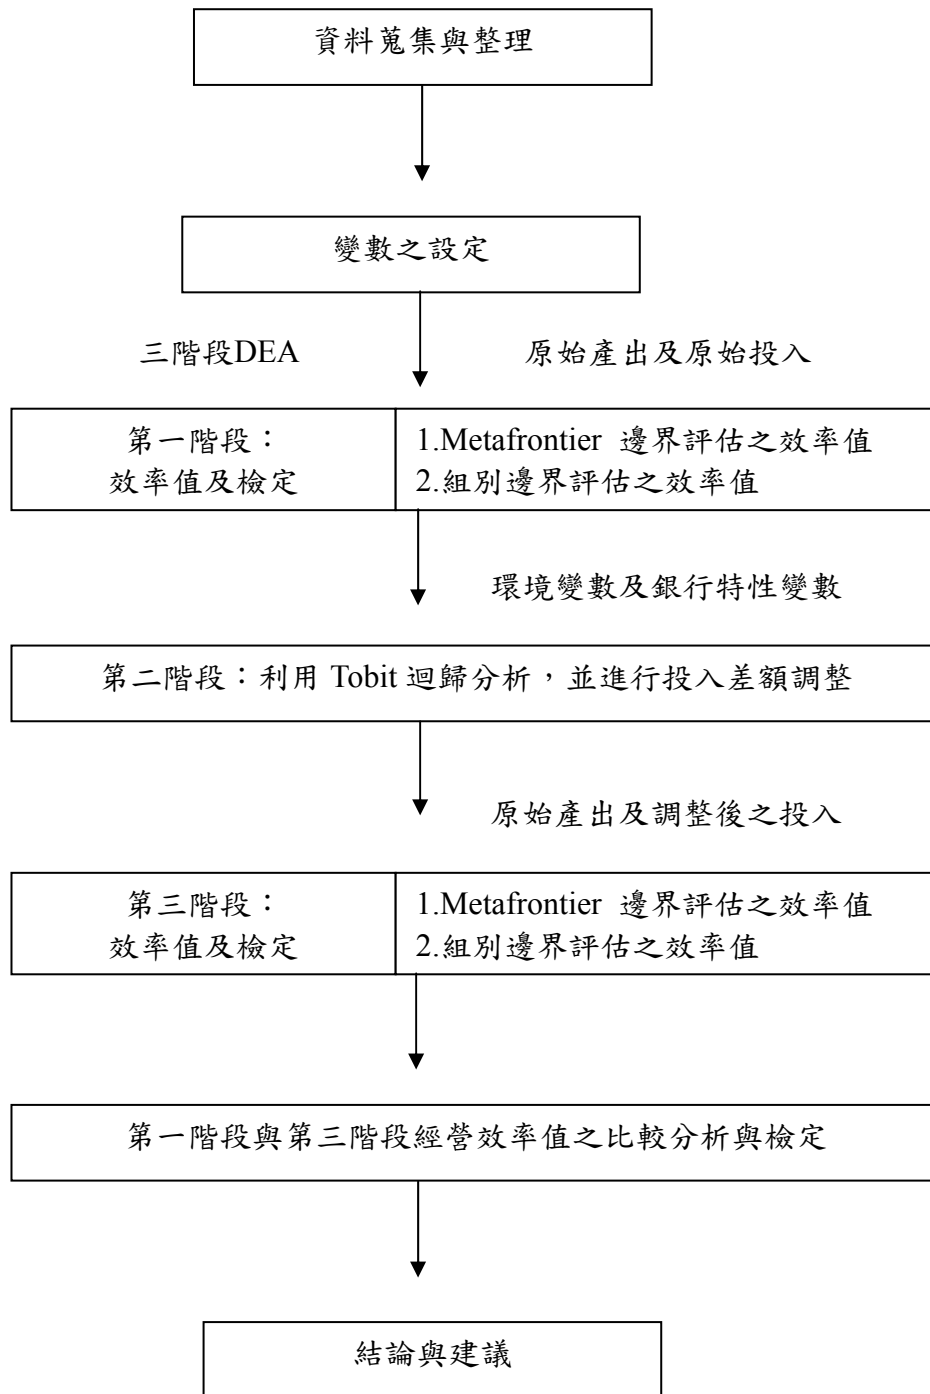 資料蒐集與整理
變數之設定
三階段DEA
原始產出及原始投入
第一階段：
效率值及檢定
1.Metafrontier 邊界評估之效率值
2.組別邊界評估之效率值
環境變數及銀行特性變數
第二階段：利用 Tobit 迴歸分析，並進行投入差額調整
原始產出及調整後之投入
第三階段：
效率值及檢定
1.Metafrontier 邊界評估之效率值
2.組別邊界評估之效率值
第一階段與第三階段經營效率值之比較分析與檢定
結論與建議